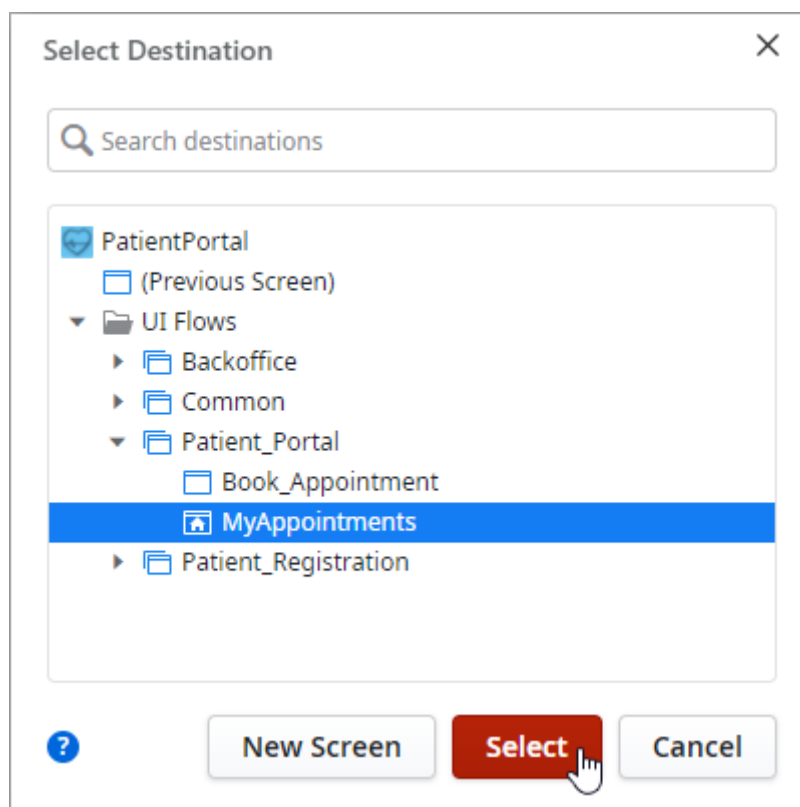 Select Destination
Search destinations
PatientPortal
(Previous Screen)
UI Flows
Backoffice
Common
Patient_Portal
Book_Appointment
MyAppointments
Patient_Registration
? New Screen Select Cancel